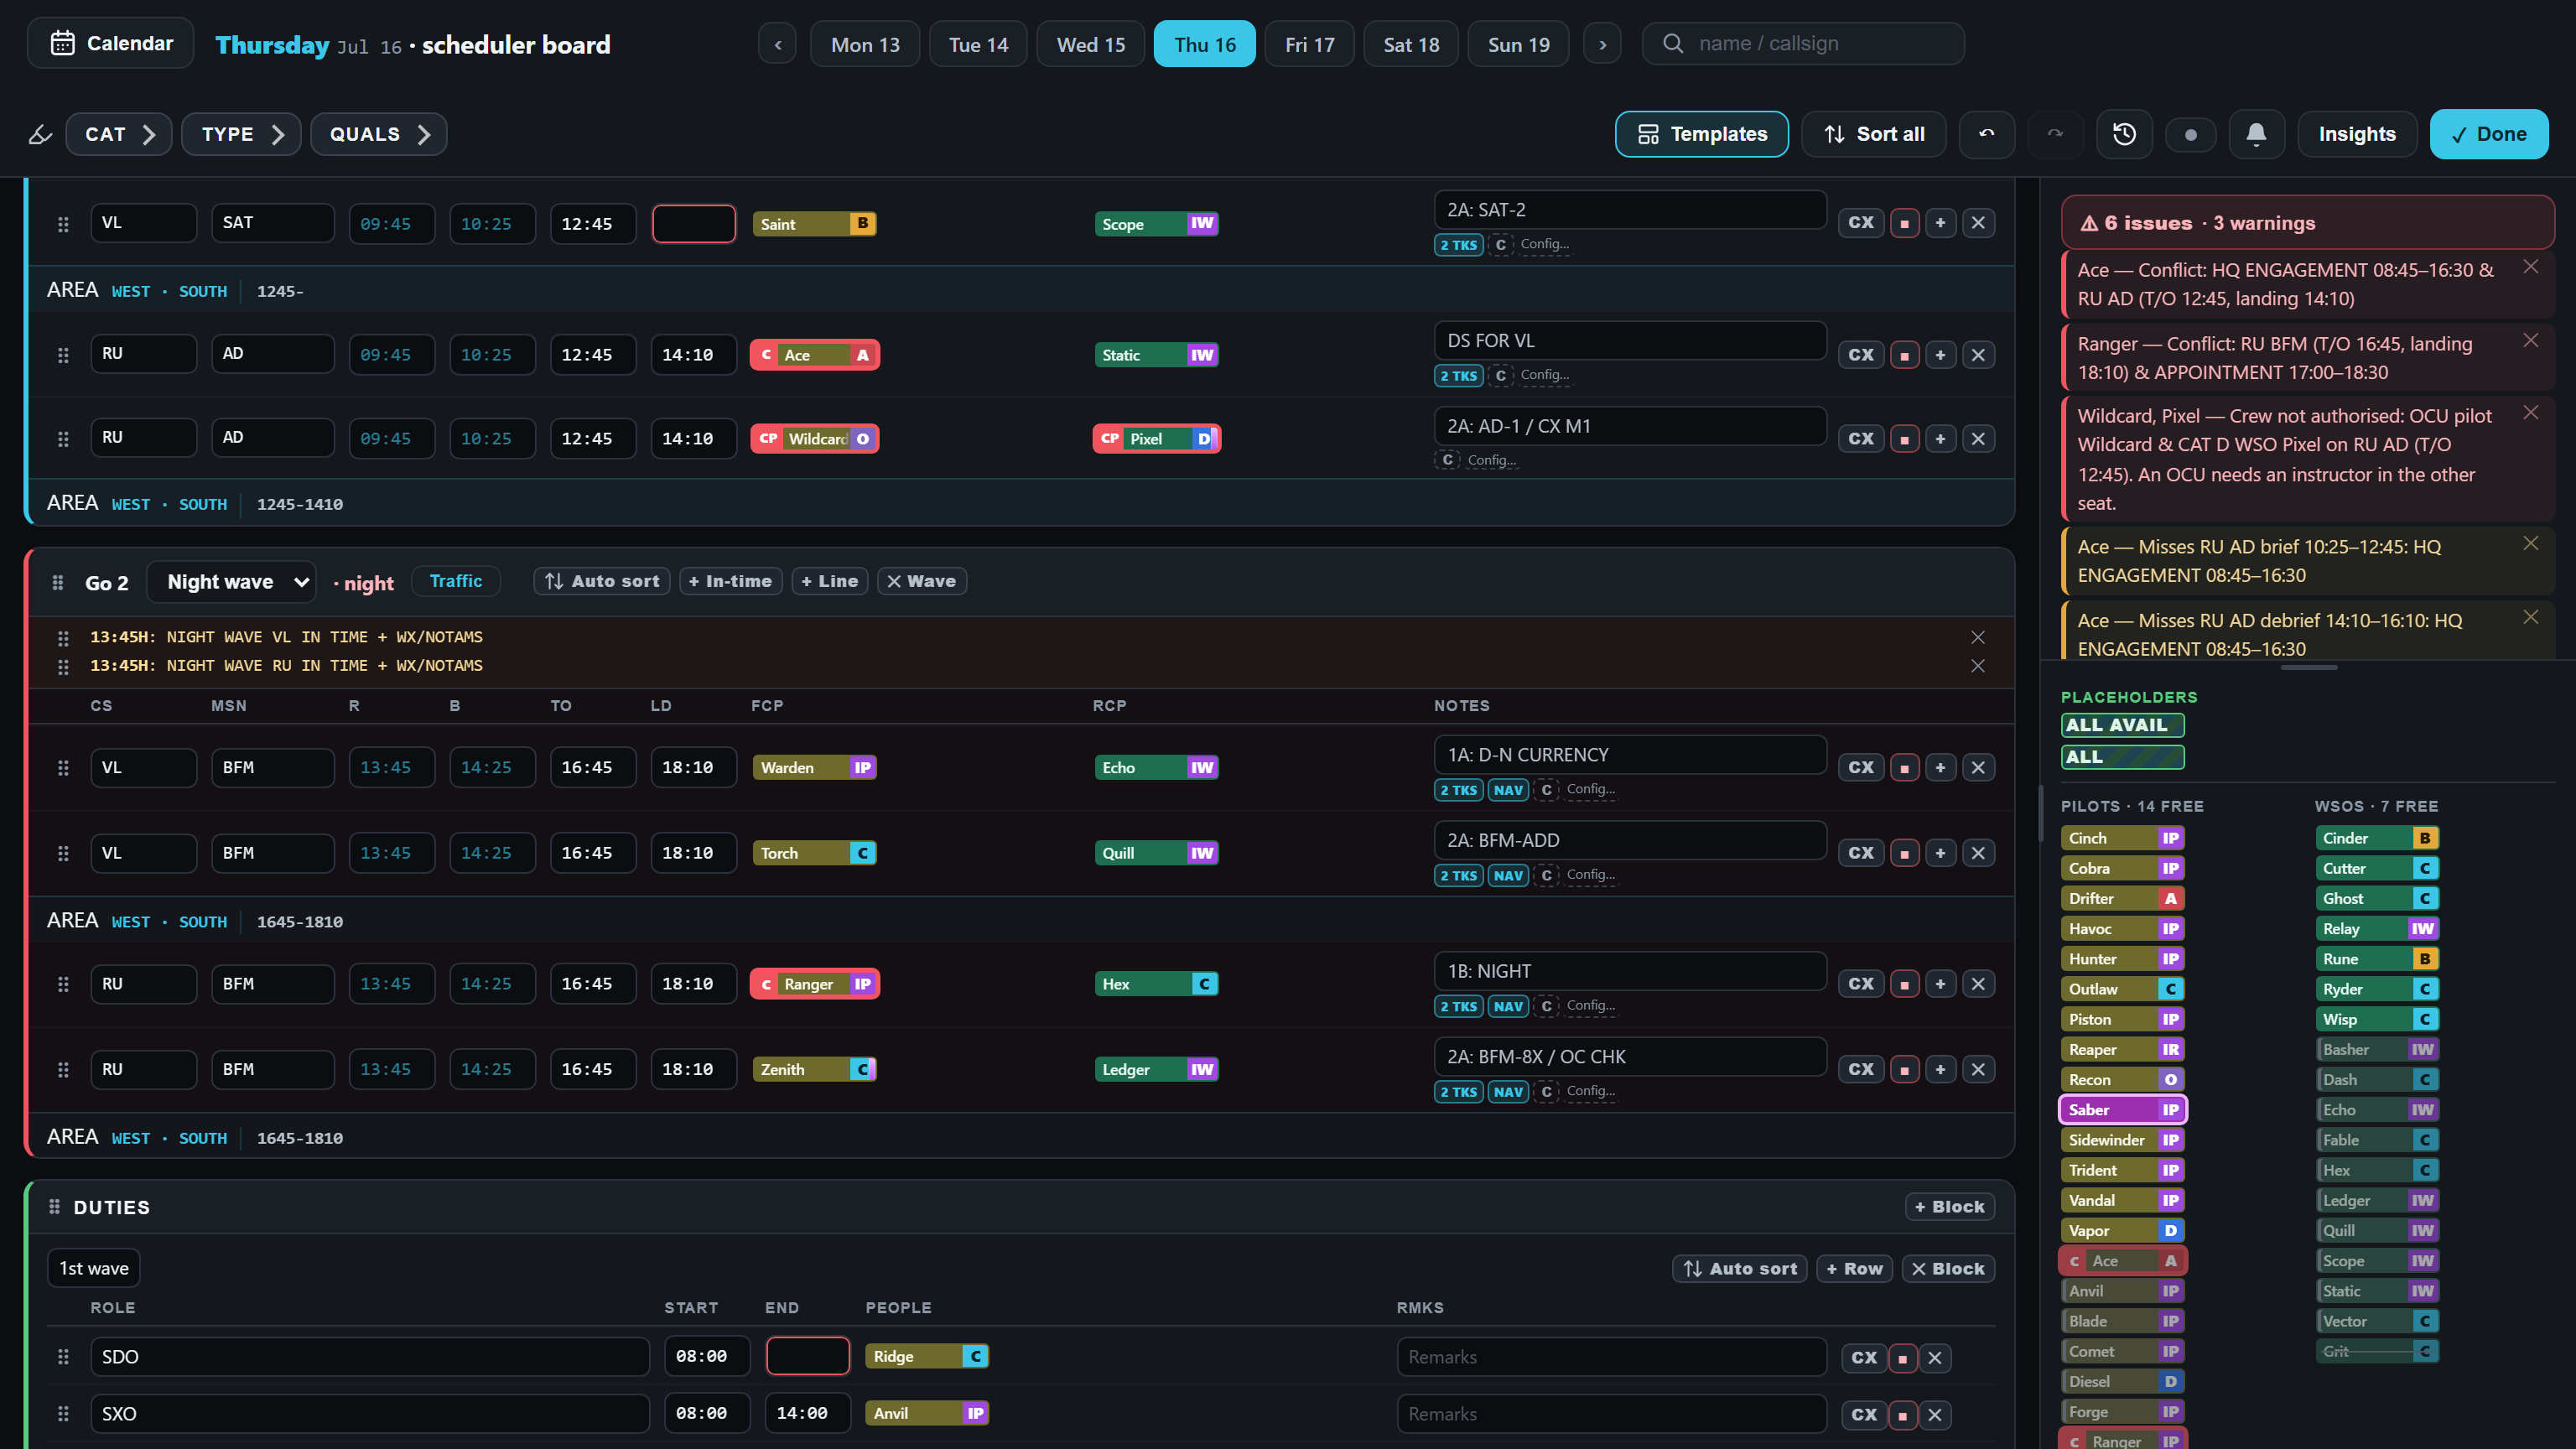 Calendar Thursday Jul 16 · scheduler board ‹ Mon 13 Tue 14 Wed 15 Thu 16 Fri 17 Sat 18 Sun 19 › name / callsign
CAT TYPE QUALS Templates Sort all Insights ✓ Done
VL SAT 09:45 10:25 12:45 Saint B Scope IW 2A: SAT-2 CX + ✕
2 TKS C Config...
AREA WEST · SOUTH 1245-
RU AD 09:45 10:25 12:45 14:10 C Ace A Static IW DS FOR VL CX + ✕
2 TKS C Config...
RU AD 09:45 10:25 12:45 14:10 CP Wildcard O CP Pixel D 2A: AD-1 / CX M1 CX + ✕
C Config...
AREA WEST · SOUTH 1245-1410
Go 2 Night wave · night Traffic Auto sort + In-time + Line ✕ Wave
13:45H: NIGHT WAVE VL IN TIME + WX/NOTAMS ✕
13:45H: NIGHT WAVE RU IN TIME + WX/NOTAMS ✕
CS MSN R B TO LD FCP RCP NOTES
VL BFM 13:45 14:25 16:45 18:10 Warden IP Echo IW 1A: D-N CURRENCY CX + ✕
2 TKS NAV C Config...
VL BFM 13:45 14:25 16:45 18:10 Torch C Quill IW 2A: BFM-ADD CX + ✕
2 TKS NAV C Config...
AREA WEST · SOUTH 1645-1810
RU BFM 13:45 14:25 16:45 18:10 C Ranger IP Hex C 1B: NIGHT CX + ✕
2 TKS NAV C Config...
RU BFM 13:45 14:25 16:45 18:10 Zenith C Ledger IW 2A: BFM-8X / OC CHK CX + ✕
2 TKS NAV C Config...
AREA WEST · SOUTH 1645-1810
DUTIES + Block
1st wave Auto sort + Row ✕ Block
ROLE START END PEOPLE RMKS
SDO 08:00 Ridge C Remarks CX ✕
SXO 08:00 14:00 Anvil IP Remarks CX ✕
⚠ 6 issues · 3 warnings
Ace — Conflict: HQ ENGAGEMENT 08:45–16:30 & ✕
RU AD (T/O 12:45, landing 14:10)
Ranger — Conflict: RU BFM (T/O 16:45, landing ✕
18:10) & APPOINTMENT 17:00–18:30
Wildcard, Pixel — Crew not authorised: OCU pilot ✕
Wildcard & CAT D WSO Pixel on RU AD (T/O
12:45). An OCU needs an instructor in the other
seat.
Ace — Misses RU AD brief 10:25–12:45: HQ ✕
ENGAGEMENT 08:45–16:30
Ace — Misses RU AD debrief 14:10–16:10: HQ ✕
ENGAGEMENT 08:45–16:30
PLACEHOLDERS
ALL AVAIL
ALL
PILOTS · 14 FREE WSOS · 7 FREE
Cinch IP Cinder B
Cobra IP Cutter C
Drifter A Ghost C
Havoc IP Relay IW
Hunter IP Rune B
Outlaw C Ryder C
Piston IP Wisp C
Reaper IR Basher IW
Recon O Dash C
Saber IP Echo IW
Sidewinder IP Fable C
Trident IP Hex C
Vandal IP Ledger IW
Vapor D Quill IW
C Ace A Scope IW
Anvil IP Static IW
Blade IP Vector C
Comet IP Grit C
Diesel D
Forge IP
C Ranger IP